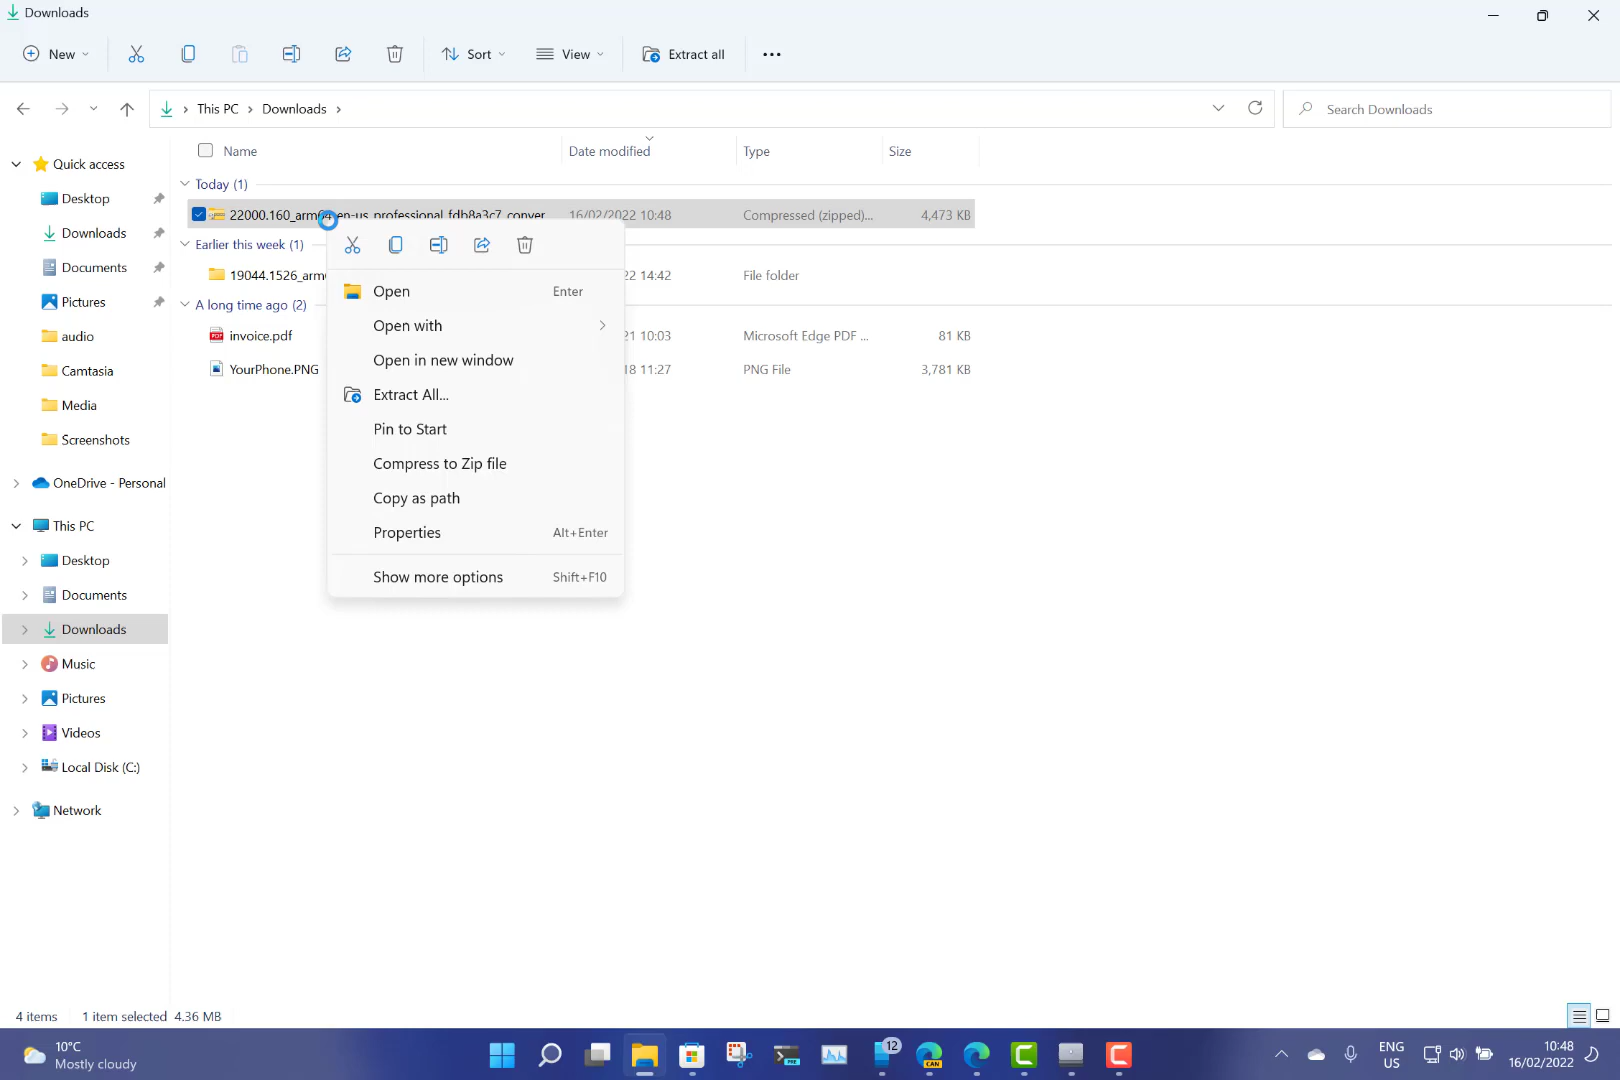 Downloads
New
Sort
View
Extract all
This PC
Downloads
Search Downloads
Name
Date modified
Type
Size
Quick access
Desktop
Downloads
Documents
Pictures
audio
Camtasia
Media
Screenshots
OneDrive - Personal
This PC
Desktop
Documents
Downloads
Music
Pictures
Videos
Local Disk (C:)
Network
Today (1)
22000.160_arm64_en-us_professional_fdb8a3c7_conver 16/02/2022 10:48 Compressed (zipped)... 4,473 KB
Earlier this week (1)
19044.1526_arm 22 14:42 File folder
A long time ago (2)
invoice.pdf 21 10:03 Microsoft Edge PDF ... 81 KB
YourPhone.PNG 18 11:27 PNG File 3,781 KB
Open Enter
Open with
Open in new window
Extract All...
Pin to Start
Compress to Zip file
Copy as path
Properties Alt+Enter
Show more options Shift+F10
4 items 1 item selected 4.36 MB
10°C
Mostly cloudy
PRE
12
CAN
ENG
US
10:48
16/02/2022